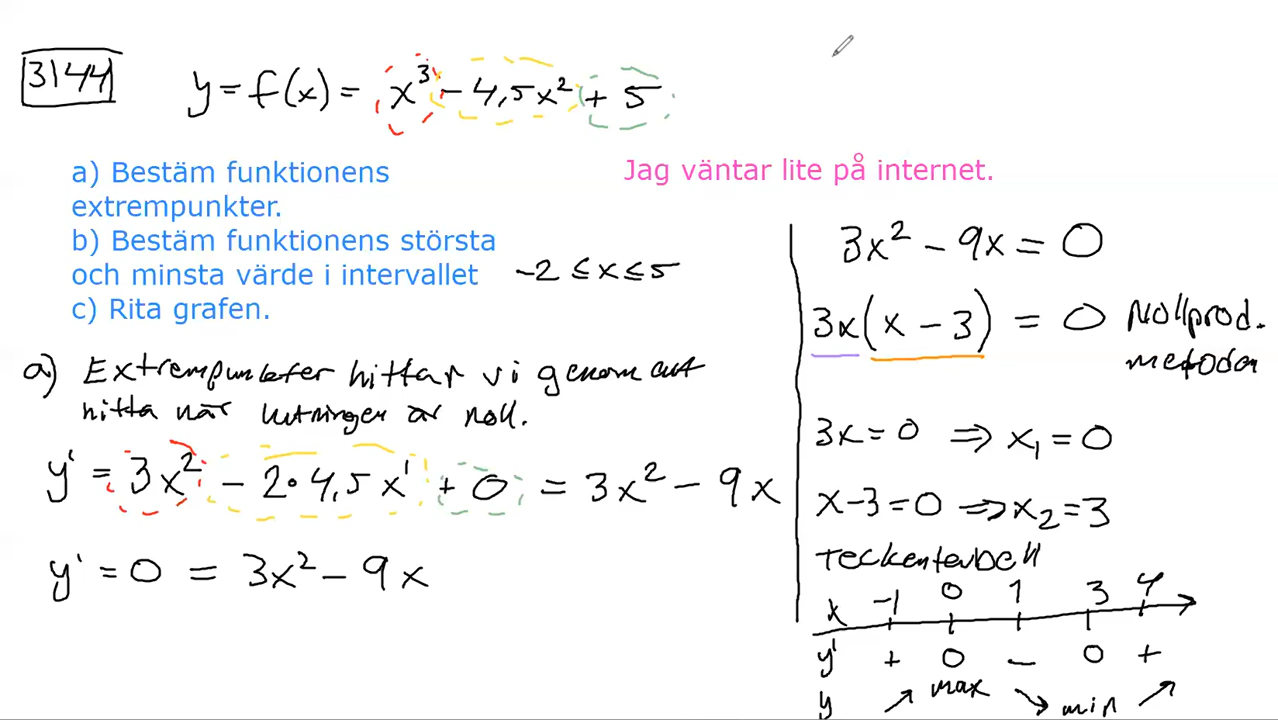 3144
y = f(x) = x³ - 4,5x² + 5
a) Bestäm funktionens
extrempunkter.
b) Bestäm funktionens största
och minsta värde i intervallet -2 ≤ x ≤ 5
c) Rita grafen.
Jag väntar lite på internet.
a) Extrempunkter hittar vi genom att
hitta när lutningen är noll.
y' = 3x² - 2·4,5x¹ + 0 = 3x² - 9x
y' = 0 = 3x² - 9x
3x² - 9x = 0
3x(x - 3) = 0 Nollprod.
metoden
3x = 0 ⇒ x₁ = 0
x - 3 = 0 ⇒ x₂ = 3
Teckentabell
x -1 0 1 3 4
y' + 0 - 0 +
y ↗ max ↘ min ↗